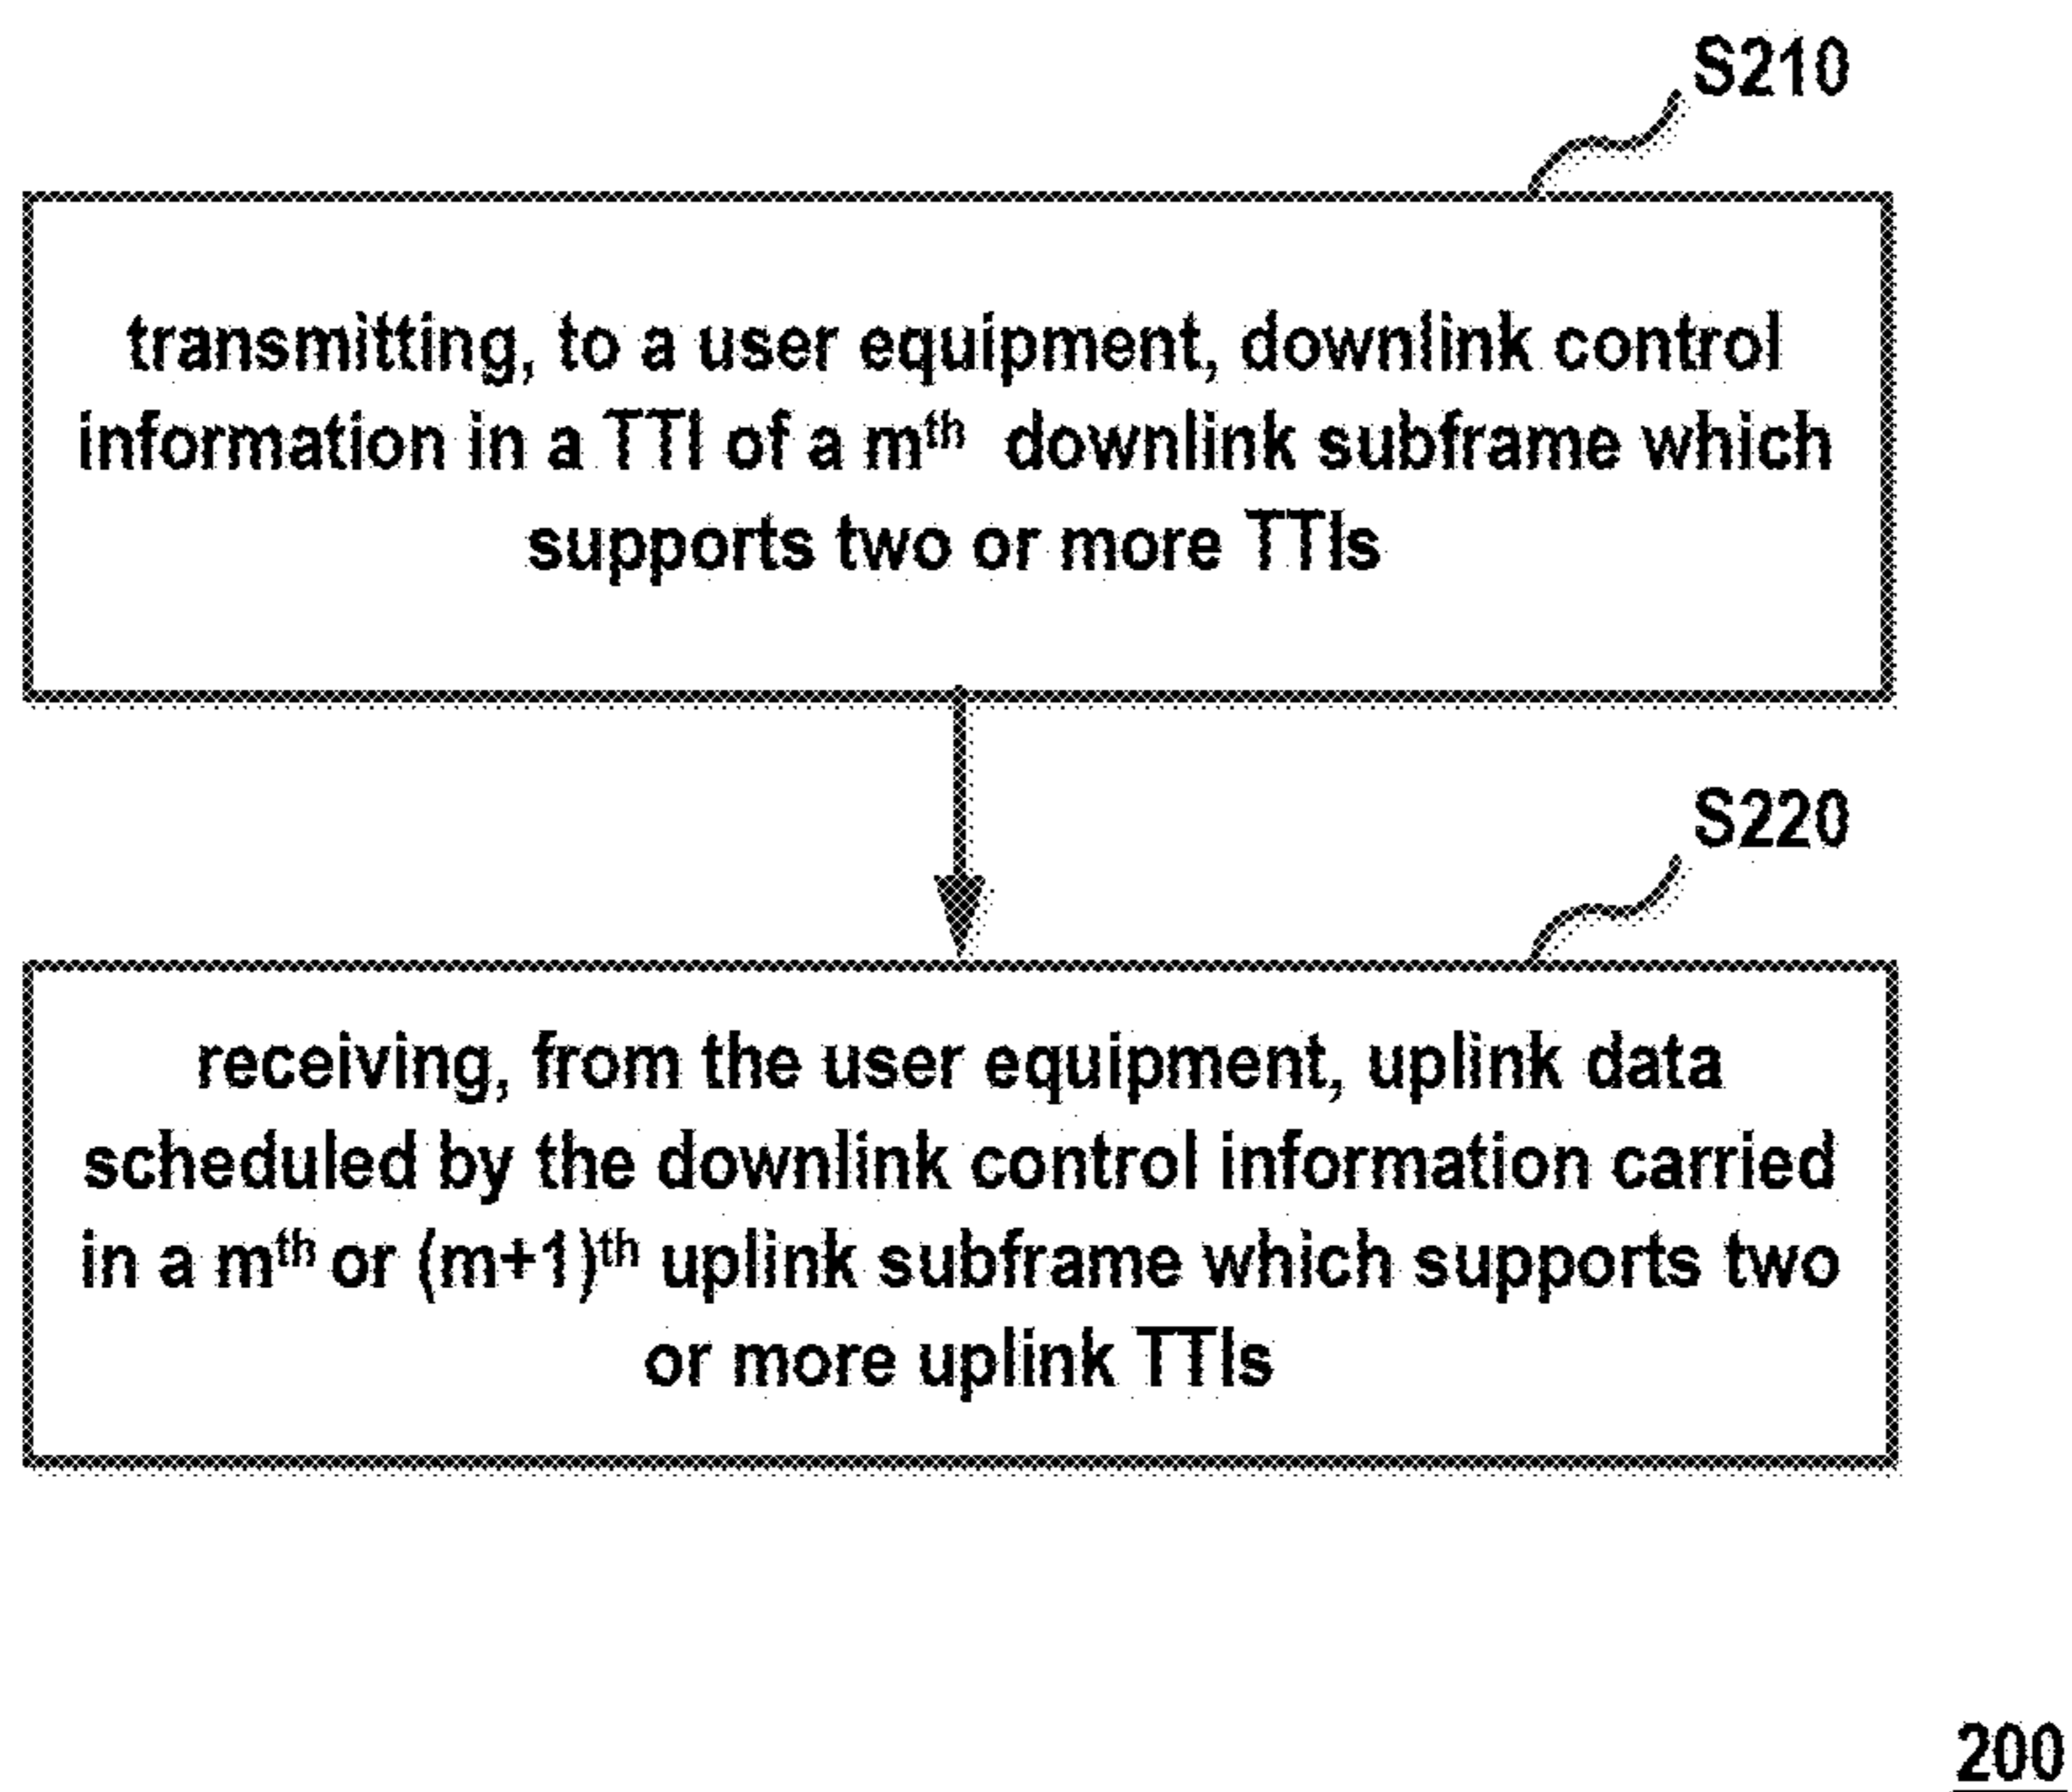 S210
transmitting, to a user equipment, downlink control
information in a TTI of a mth downlink subframe which
supports two or more TTIs
S220
receiving, from the user equipment, uplink data
scheduled by the downlink control information carried
in a mth or (m+1)th uplink subframe which supports two
or more uplink TTIs
200